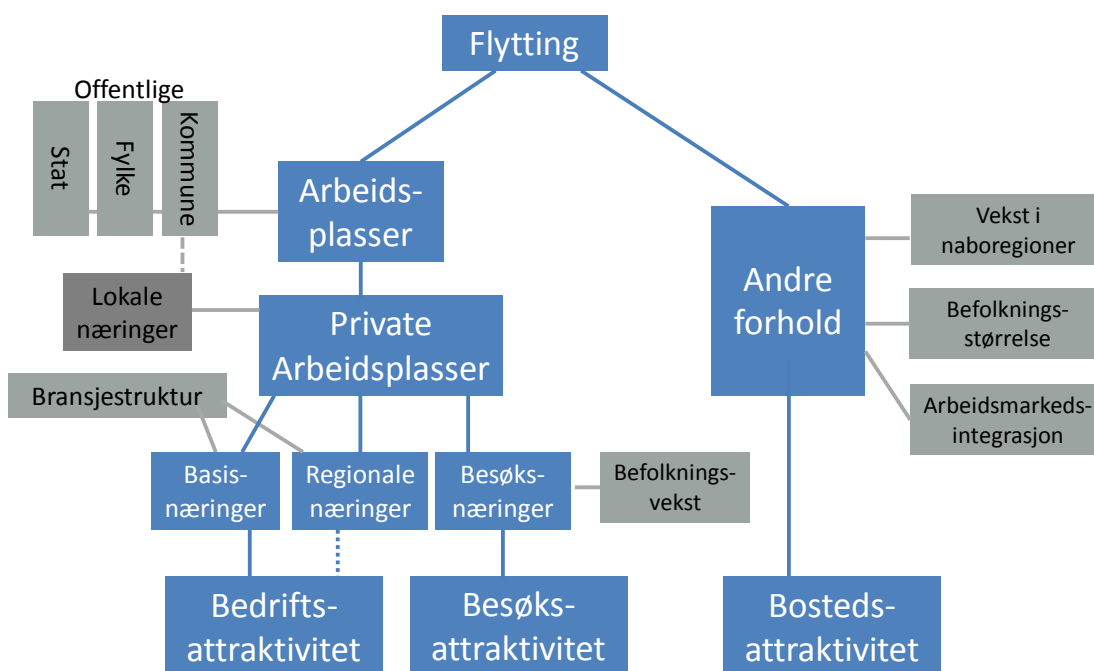 Flytting
Offentlige
Stat
Fylke
Kommune
Arbeids-
plasser
Vekst i
naboregioner
Lokale
næringer
Private
Arbeidsplasser
Andre
forhold
Befolknings-
størrelse
Bransjestruktur
Arbeidsmarkeds-
integrasjon
Basis-
næringer
Regionale
næringer
Besøks-
næringer
Befolknings-
vekst
Bedrifts-
attraktivitet
Besøks-
attraktivitet
Bosteds-
attraktivitet